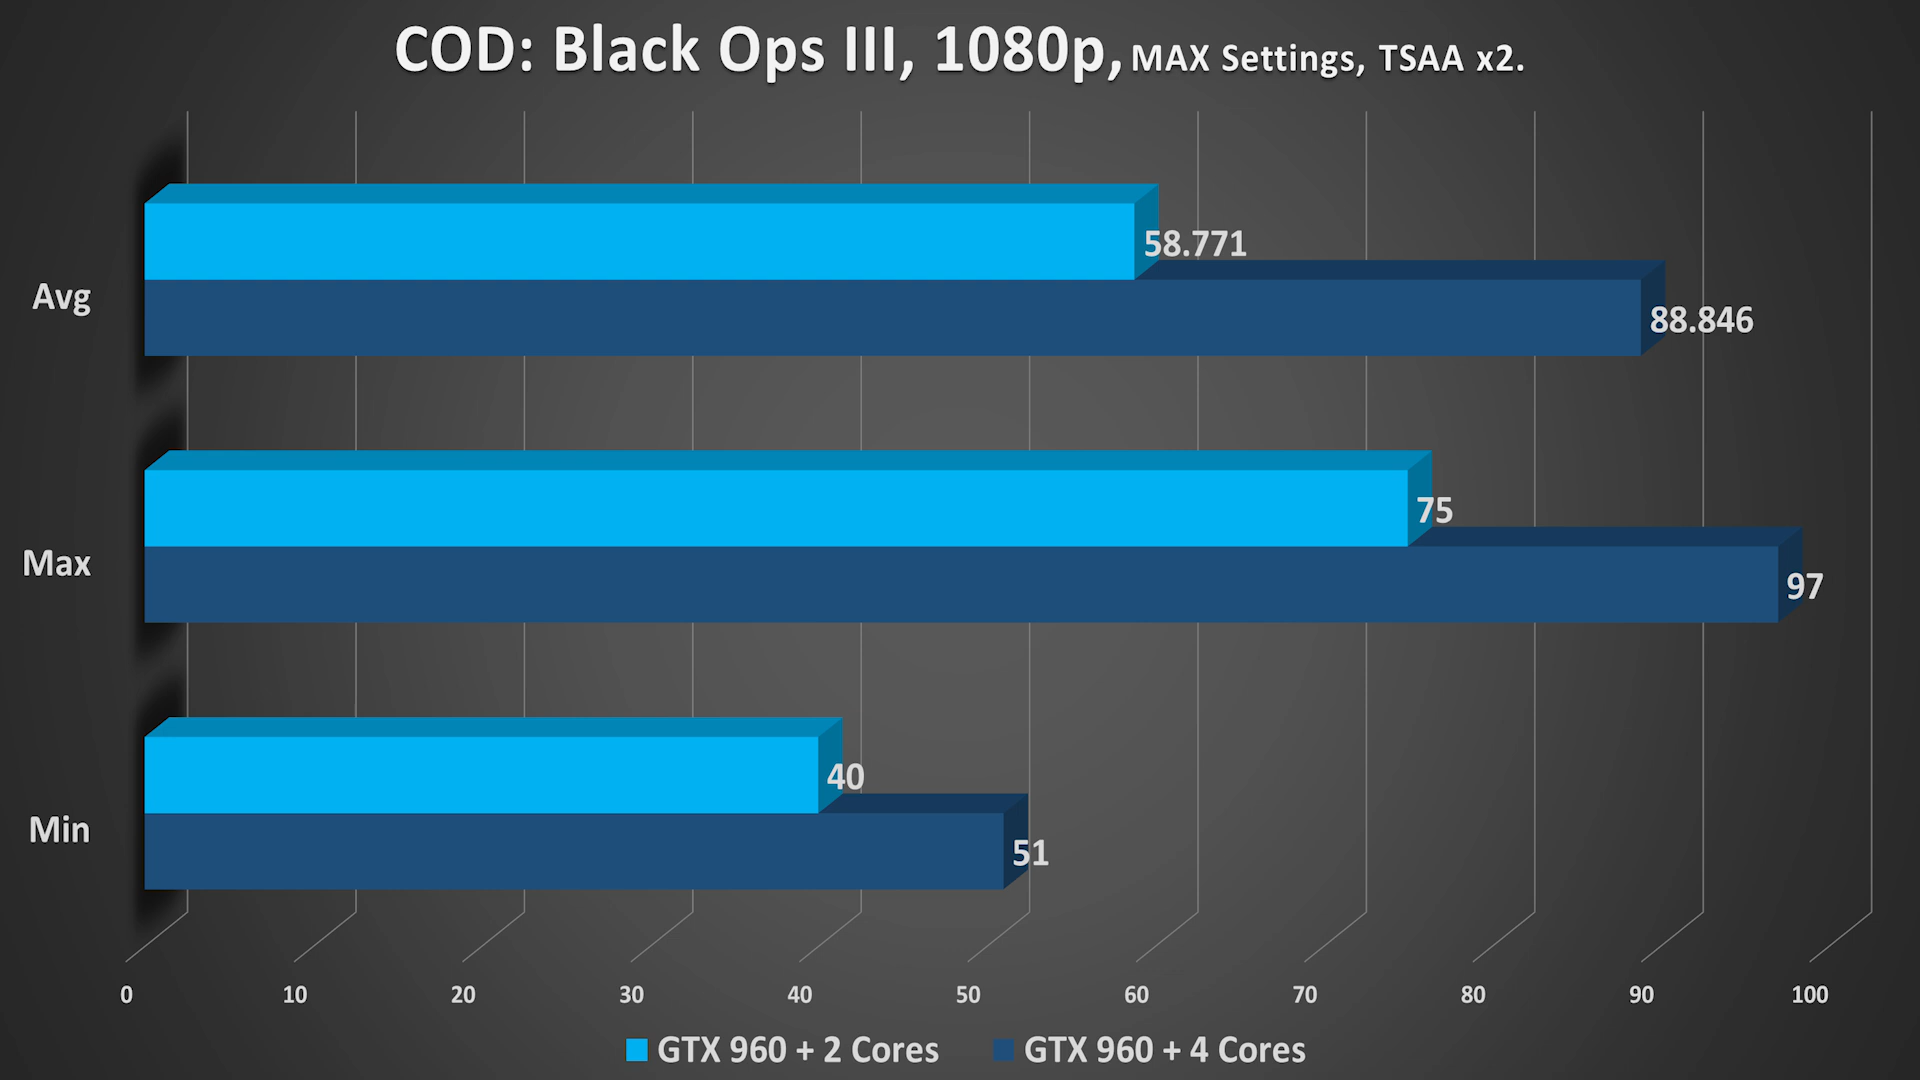 COD: Black Ops III, 1080p, MAX Settings, TSAA x2.
58.771
Avg
88.846
75
Max
97
40
Min
51
0 10 20 30 40 50 60 70 80 90 100
GTX 960 + 2 Cores GTX 960 + 4 Cores